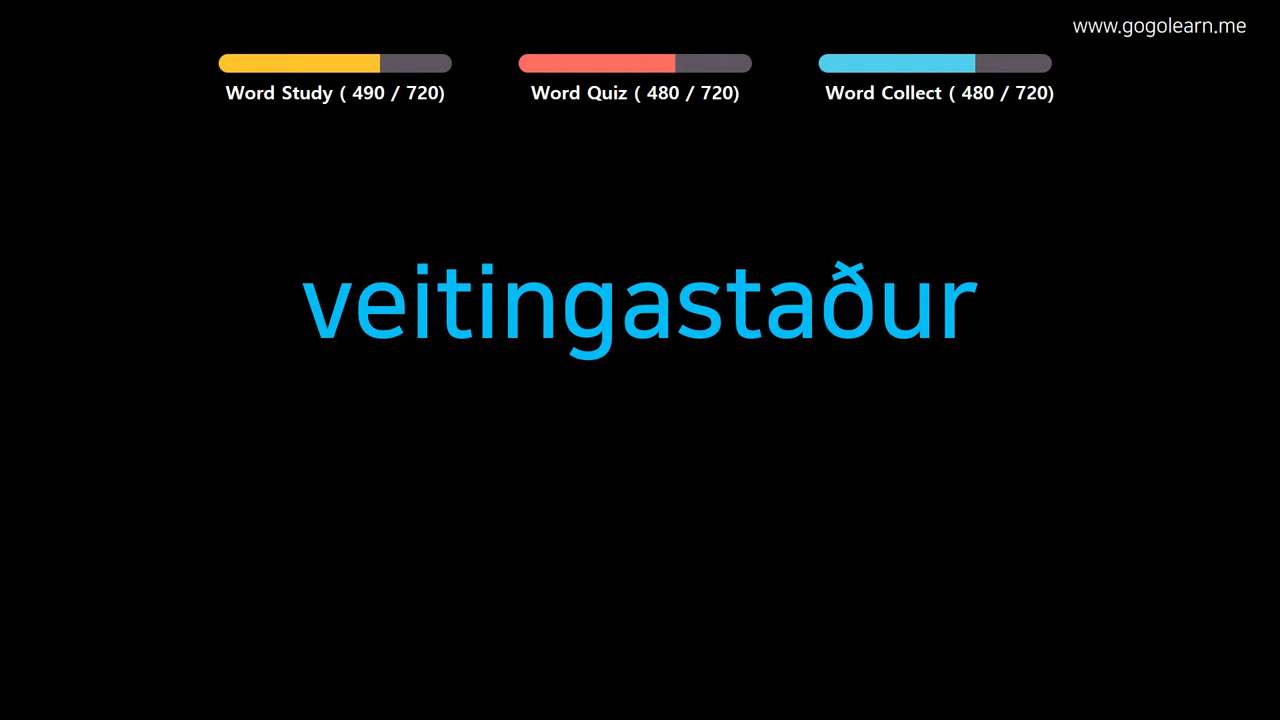 www.gogolearn.me
Word Study ( 490 / 720)
Word Quiz ( 480 / 720)
Word Collect ( 480 / 720)
veitingastaður